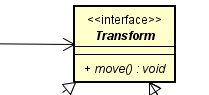 <<interface>>
Transform
+ move() : void